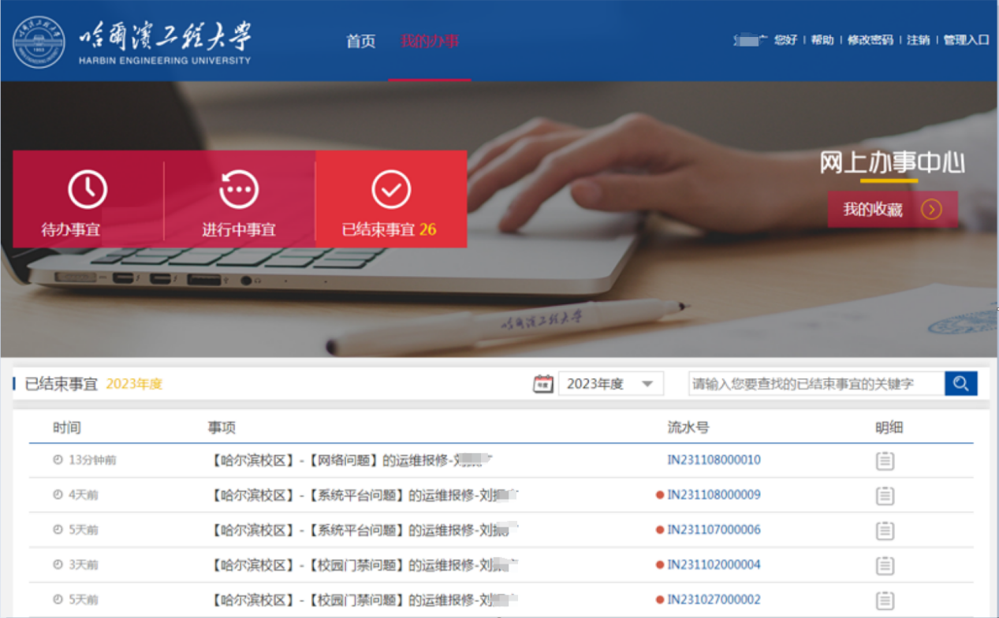 哈尔滨工程大学
HARBIN ENGINEERING UNIVERSITY
首页 我的办事
您好 | 帮助 | 修改密码 | 注销 | 管理入口
网上办事中心
我的收藏
待办事宜 进行中事宜 已结束事宜 26
哈尔滨工程大学
已结束事宜 2023年度
2023年度 请输入您要查找的已结束事宜的关键字
时间 事项 流水号 明细
13分钟前 【哈尔滨校区】-【网络问题】的运维报修- IN231108000010
4天前 【哈尔滨校区】-【系统平台问题】的运维报修-刘 IN231108000009
5天前 【哈尔滨校区】-【系统平台问题】的运维报修-刘 IN231107000006
3天前 【哈尔滨校区】-【校园门禁问题】的运维报修-刘 IN231102000004
5天前 【哈尔滨校区】-【校园门禁问题】的运维报修-刘 IN231027000002